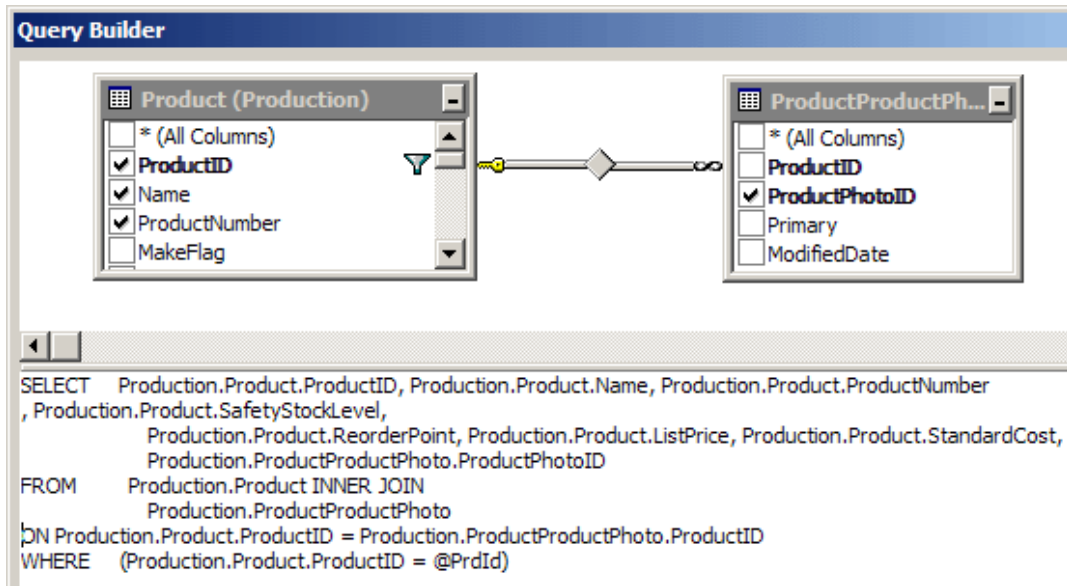 Query Builder
Product (Production)
* (All Columns)
ProductID
Name
ProductNumber
MakeFlag
ProductProductPh...
* (All Columns)
ProductID
ProductPhotoID
Primary
ModifiedDate
SELECT Production.Product.ProductID, Production.Product.Name, Production.Product.ProductNumber
, Production.Product.SafetyStockLevel,
Production.Product.ReorderPoint, Production.Product.ListPrice, Production.Product.StandardCost,
Production.ProductProductPhoto.ProductPhotoID
FROM Production.Product INNER JOIN
Production.ProductProductPhoto
ON Production.Product.ProductID = Production.ProductProductPhoto.ProductID
WHERE (Production.Product.ProductID = @PrdId)